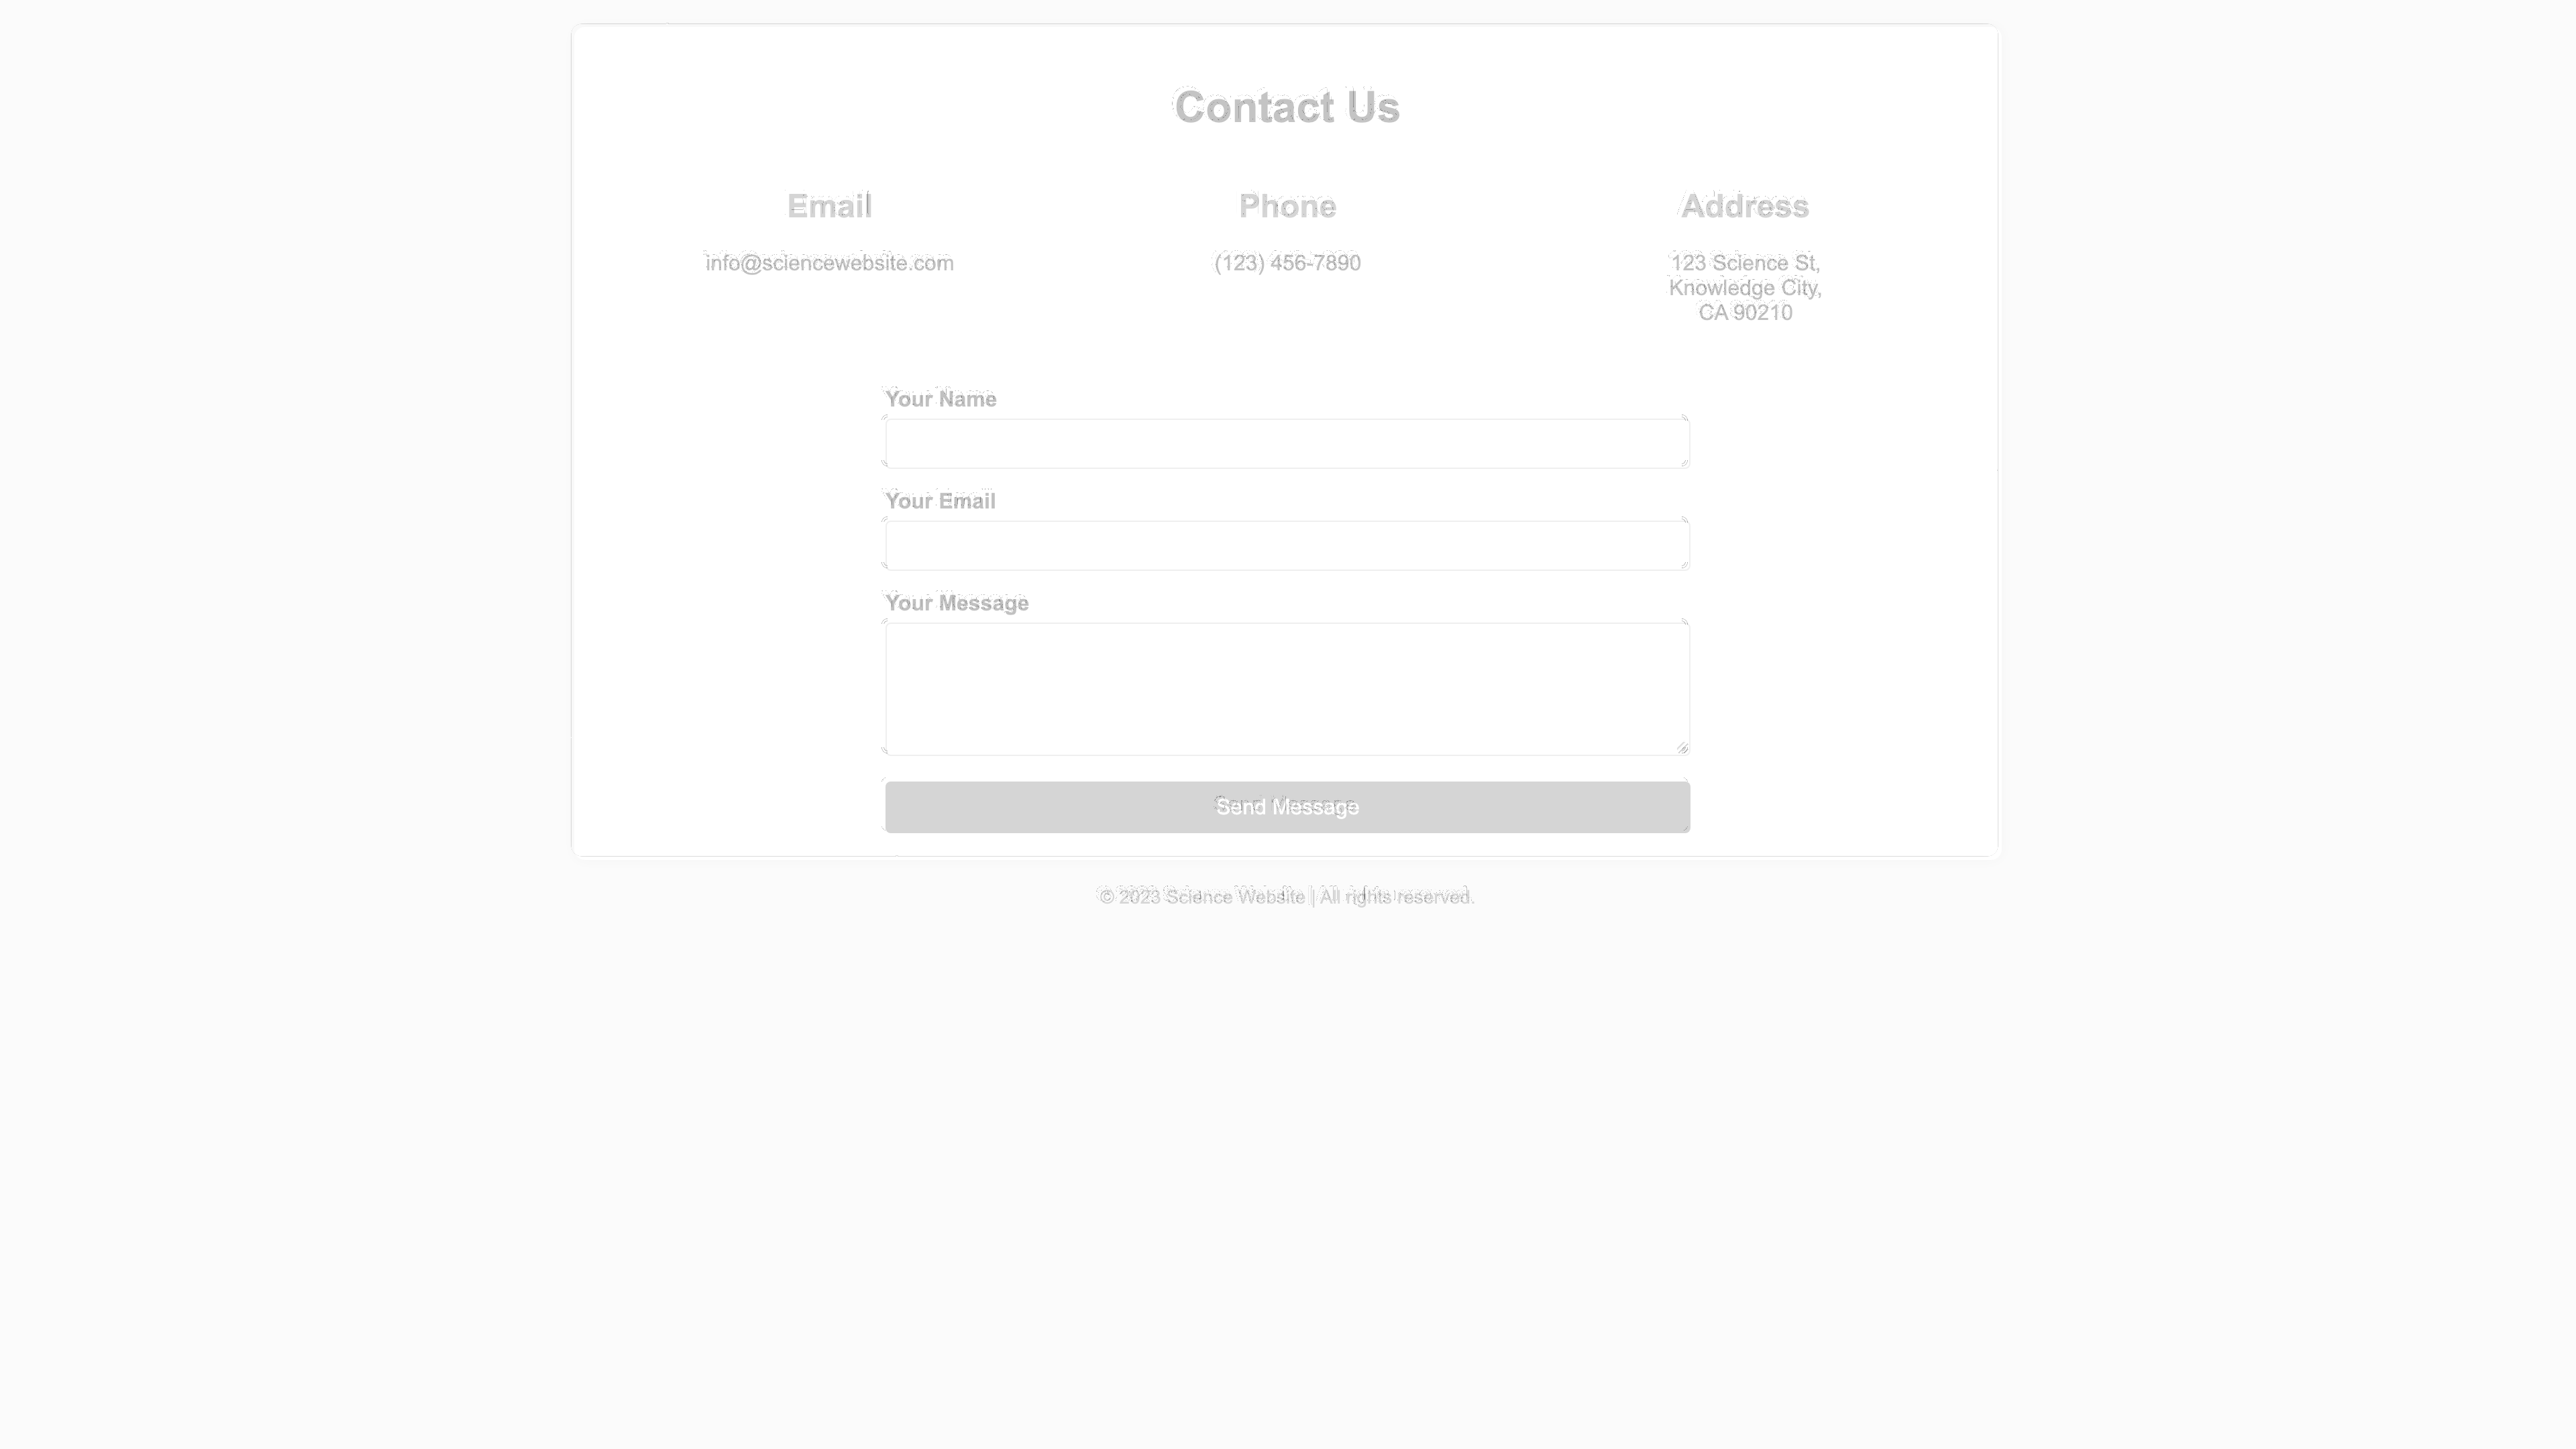 Contact Us
Email
info@sciencewebsite.com
Phone
(123) 456-7890
Address
123 Science St,
Knowledge City,
CA 90210
Your Name
Your Email
Your Message
Send Message
© 2023 Science Website | All rights reserved.